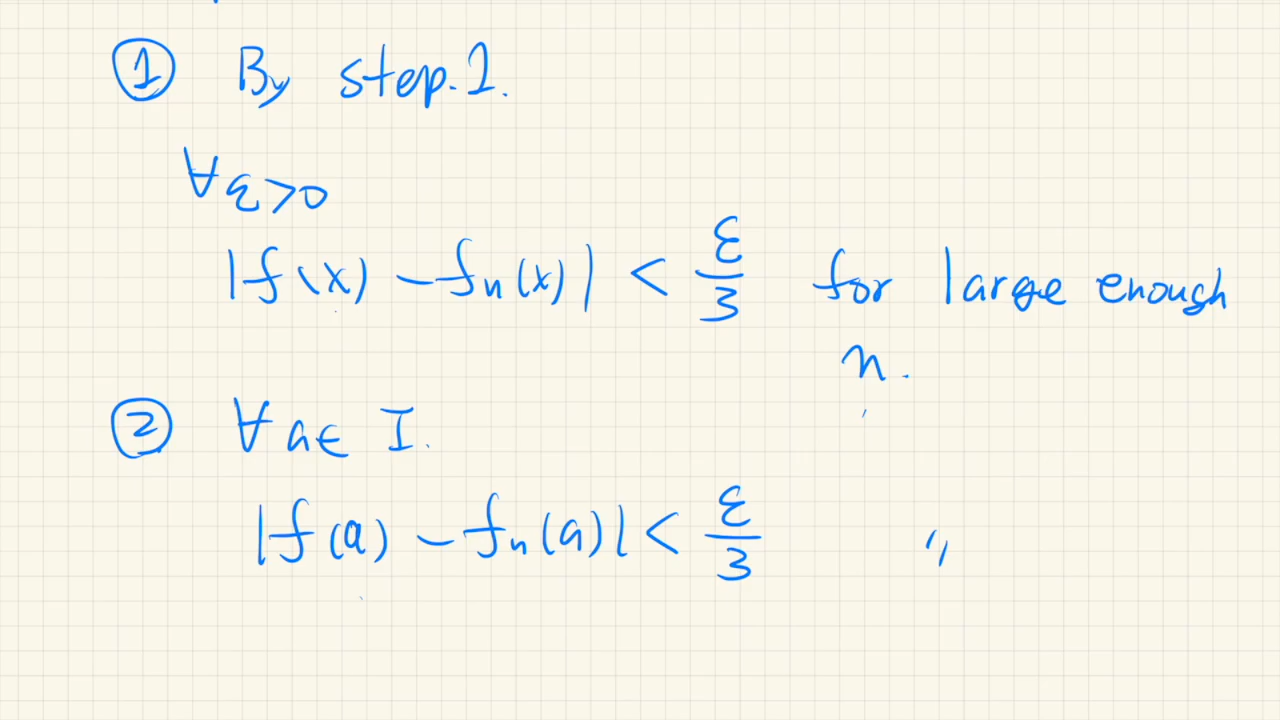 ① By step.1.
∀ε>0
|f(x) - fₙ(x)| < ε/3 for large enough
n.
② ∀a∈ I.
|f(a) - fₙ(a)| < ε/3 〃